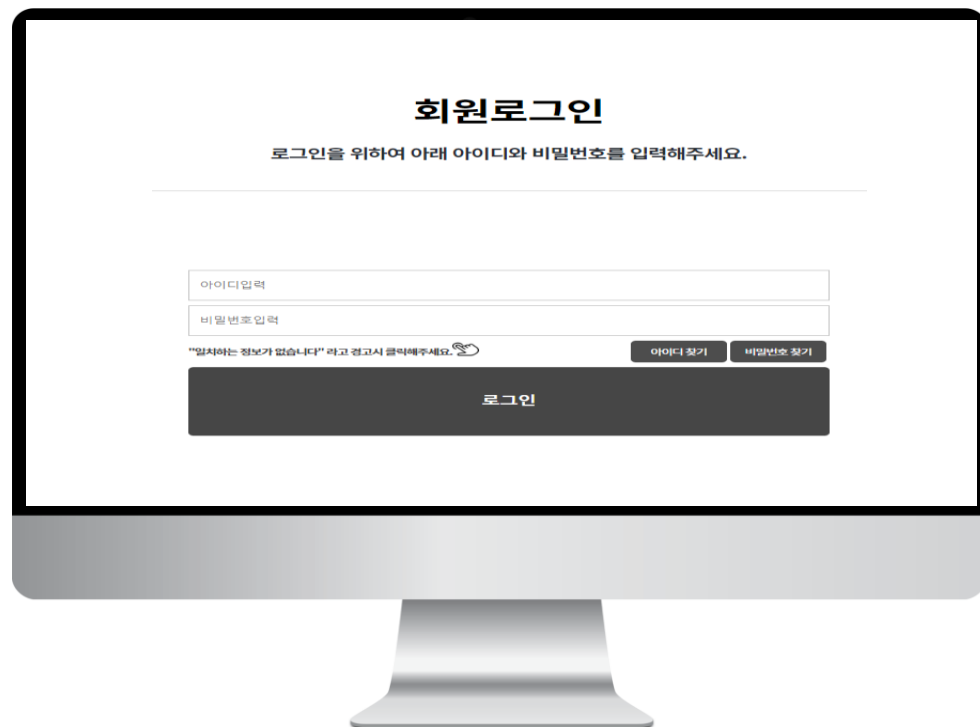 회원로그인
로그인을 위하여 아래 아이디와 비밀번호를 입력해주세요.
아이디입력
비밀번호입력
"일치하는 정보가 없습니다" 라고 경고시 클릭해주세요. 아이디 찾기 비밀번호 찾기
로그인